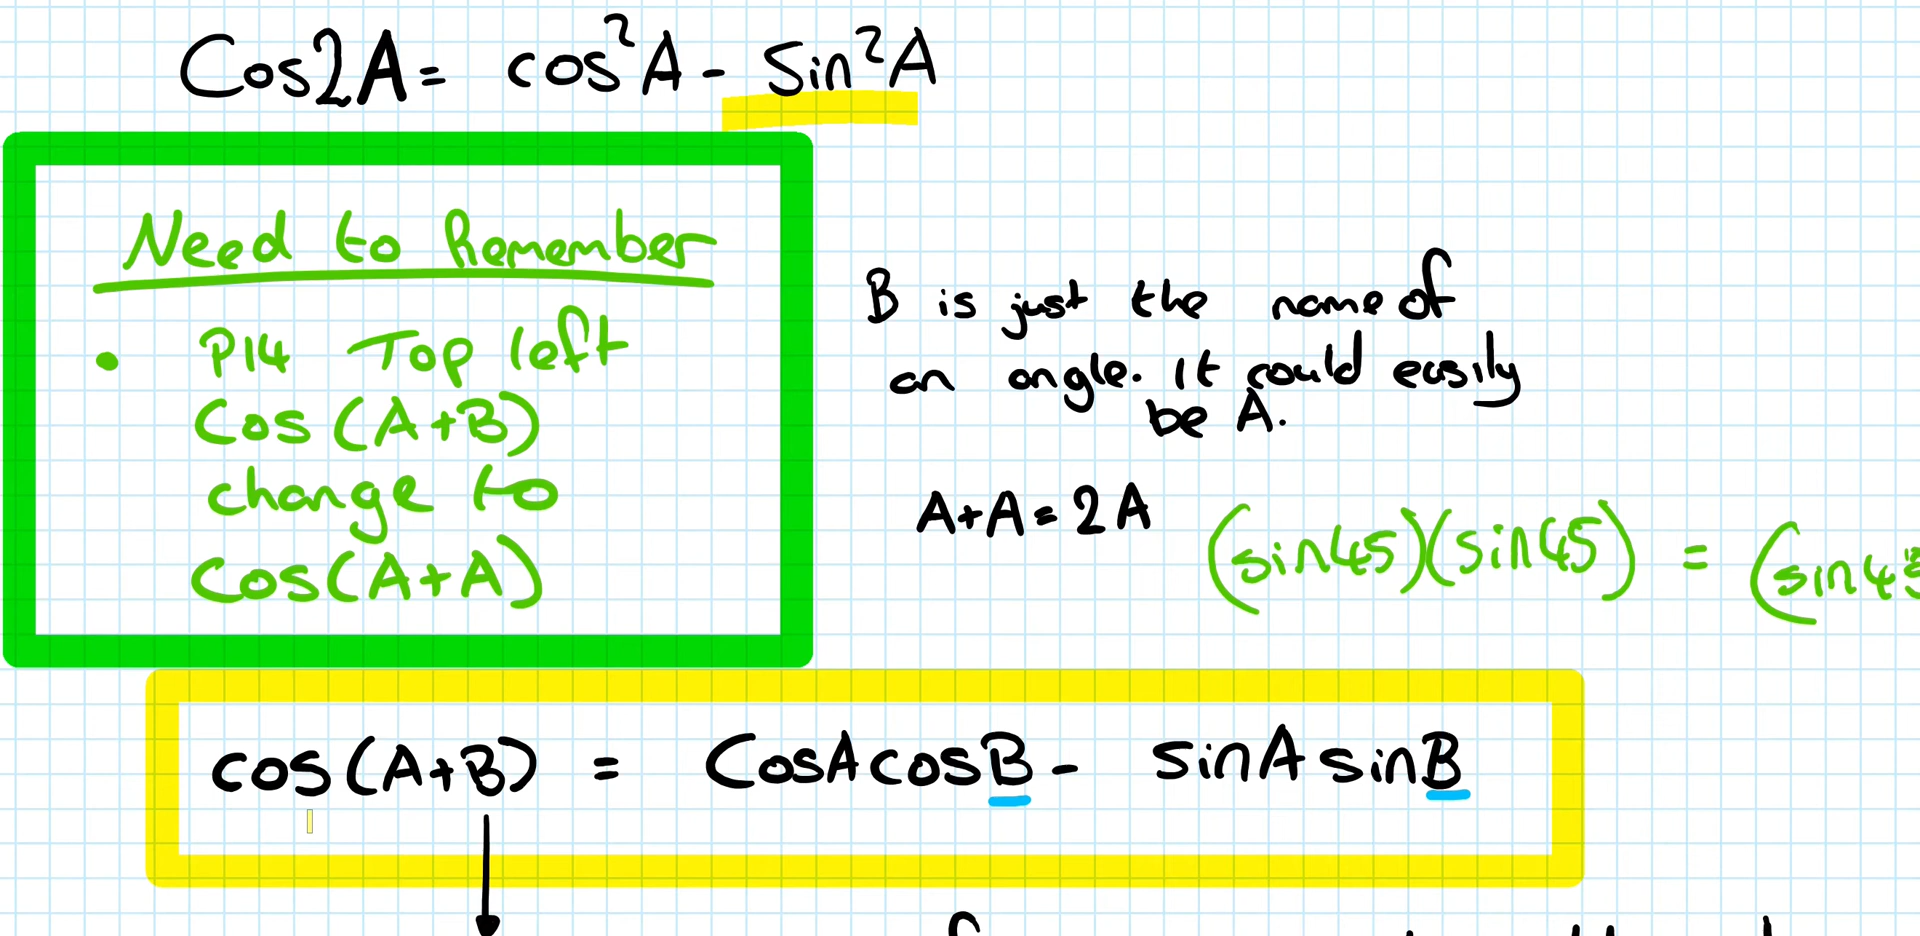 Cos2A = cos²A - Sin²A
Need to Remember
• P14 Top left
Cos(A+B)
change to
Cos(A+A)
B is just the name of
an angle. It could easily
be A.
A+A=2A
(sin45)(sin45) = (sin45
cos(A+B) = CosAcosB - sinAsinB